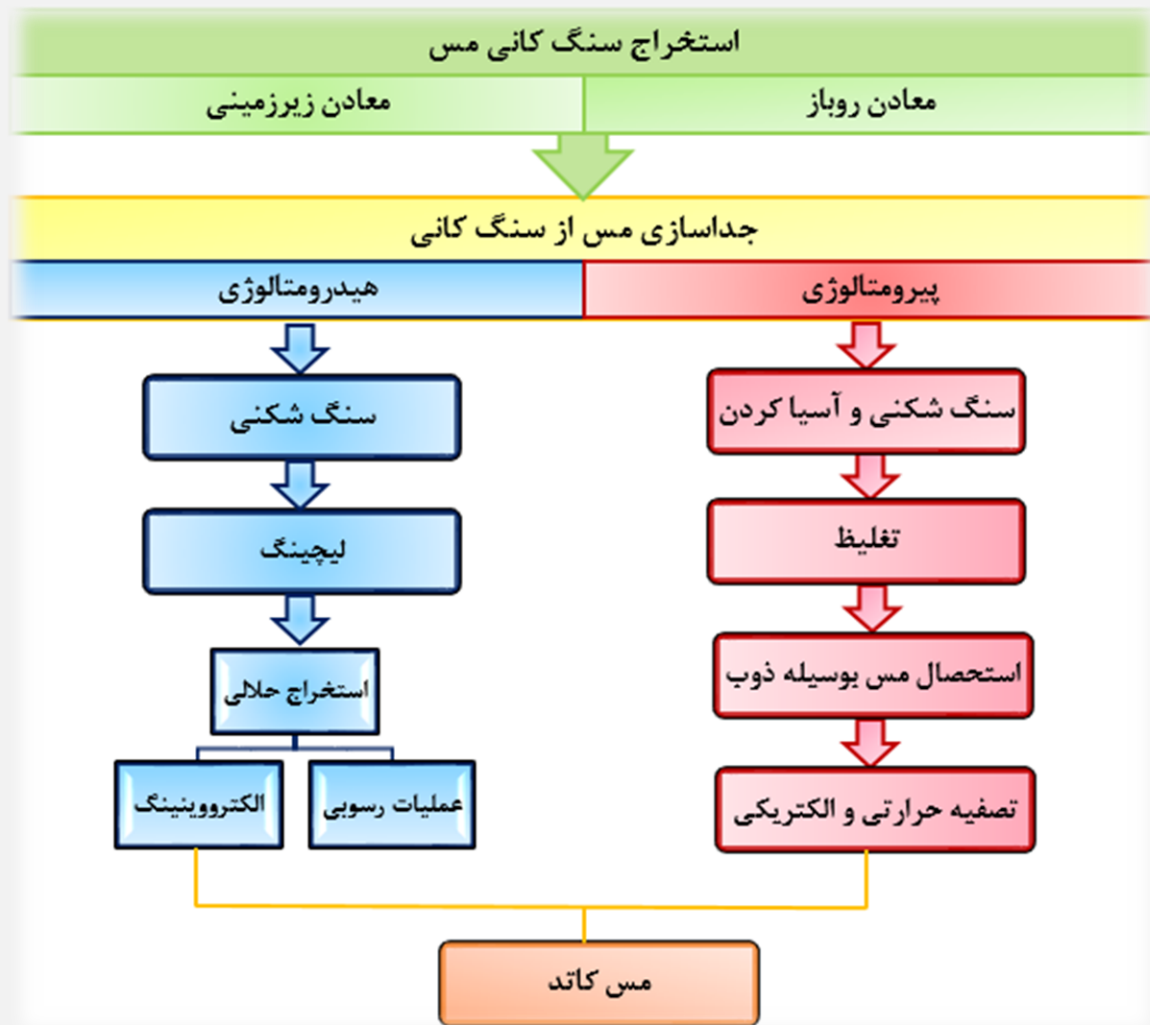 استخراج سنگ کانی مس
معادن روباز
معادن زیرزمینی
جداسازی مس از سنگ کانی
پیرومتالوژی
هیدرومتالوژی
سنگ شکنی و آسیا کردن
تغلیظ
استحصال مس بوسیله ذوب
تصفیه حرارتی و الکتریکی
سنگ شکنی
لیچینگ
استخراج حلالی
عملیات رسوبی
الکترووینینگ
مس کاتد